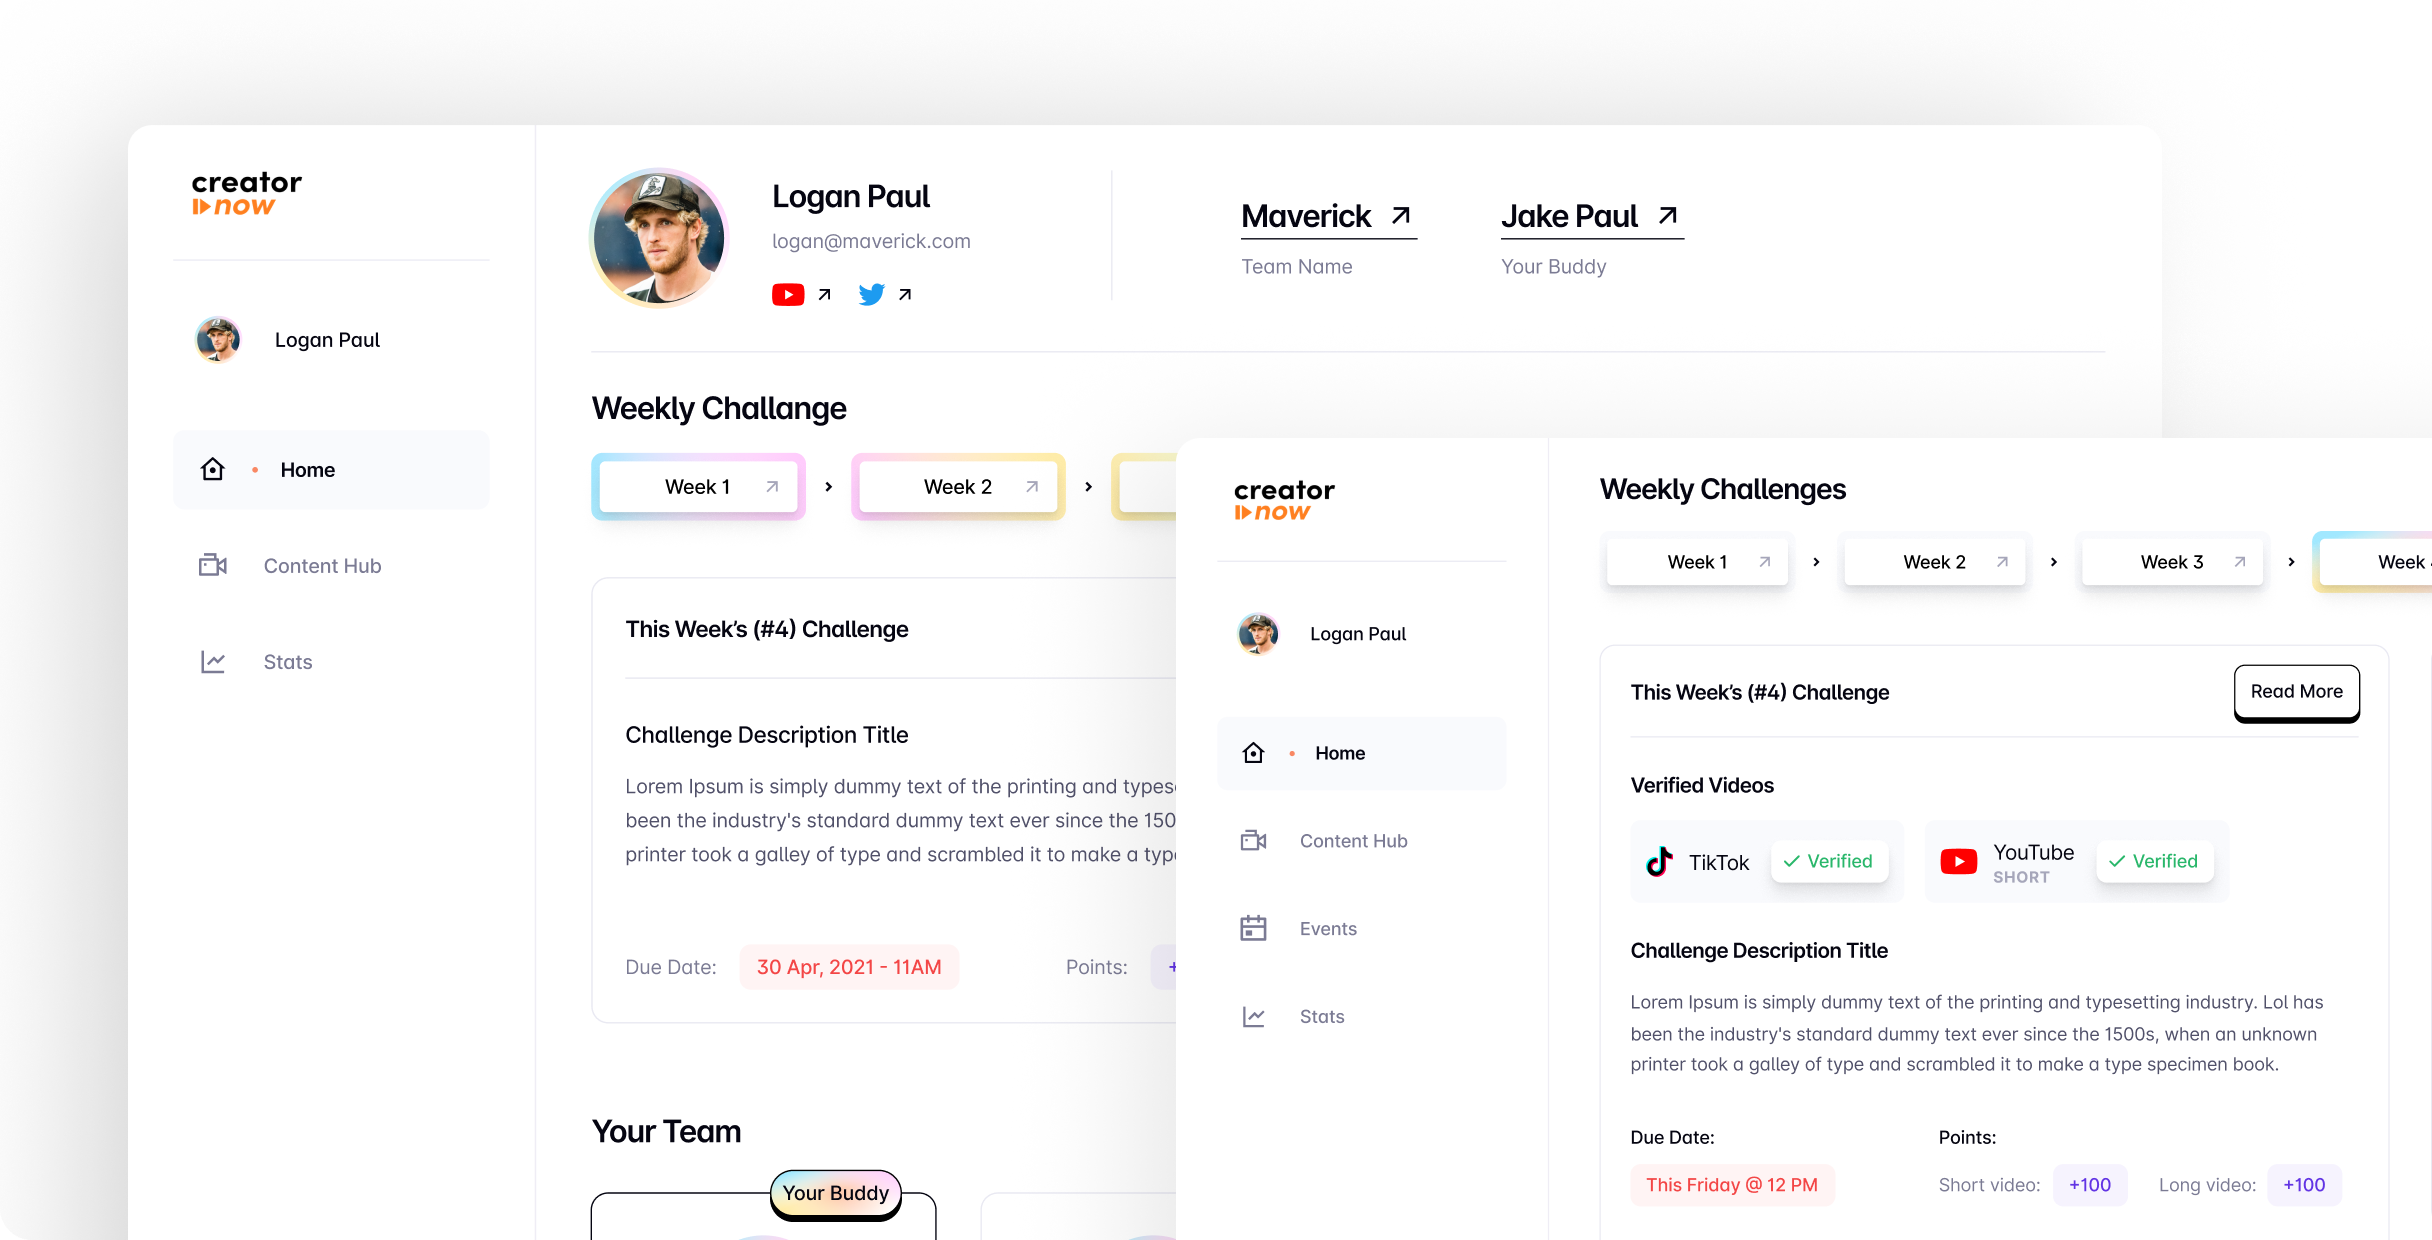 creator
now
Logan Paul
Home
Content Hub
Stats
Logan Paul
logan@maverick.com
Maverick
Team Name
Jake Paul
Your Buddy
Weekly Challange
Week 1
Week 2
This Week's (#4) Challenge
Challenge Description Title
Lorem Ipsum is simply dummy text of the printing and types
been the industry's standard dummy text ever since the 150
printer took a galley of type and scrambled it to make a typ
Due Date: 30 Apr, 2021 - 11AM Points: +
Your Team
Your Buddy
creator
now
Logan Paul
Home
Content Hub
Events
Stats
Weekly Challenges
Week 1
Week 2
Week 3
Week
This Week's (#4) Challenge
Read More
Verified Videos
TikTok
Verified
YouTube
SHORT
Verified
Challenge Description Title
Lorem Ipsum is simply dummy text of the printing and typesetting industry. Lol has
been the industry's standard dummy text ever since the 1500s, when an unknown
printer took a galley of type and scrambled it to make a type specimen book.
Due Date:
This Friday @ 12 PM
Points:
Short video: +100 Long video: +100